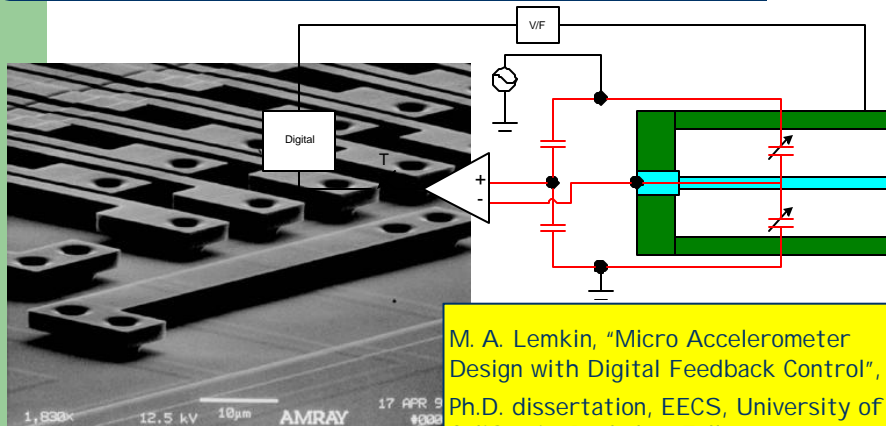 V/F
Digital
T
+
-
M. A. Lemkin, "Micro Accelerometer
Design with Digital Feedback Control",
Ph.D. dissertation, EECS, University of
1,830X 12.5 kV 10µm AMRAY 17 APR 9
#000